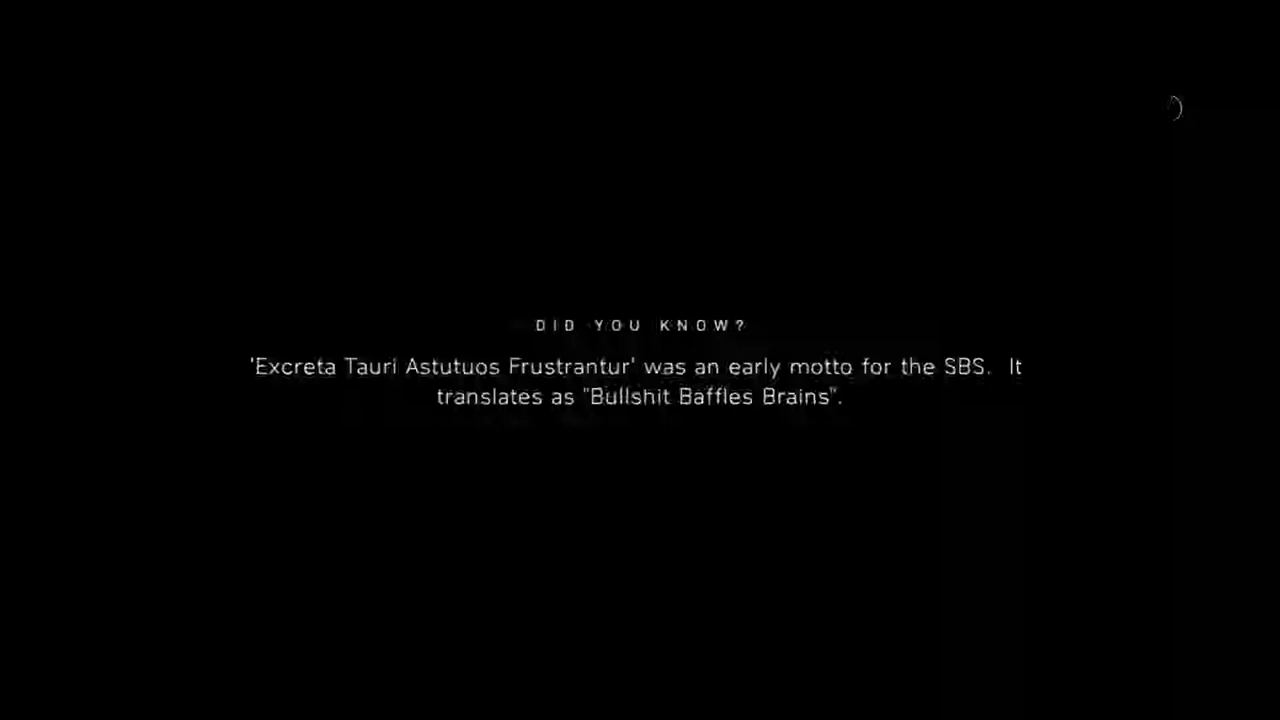 DID YOU KNOW?
'Excreta Tauri Astutuos Frustrantur' was an early motto for the SBS.  It
translates as "Bullshit Baffles Brains".